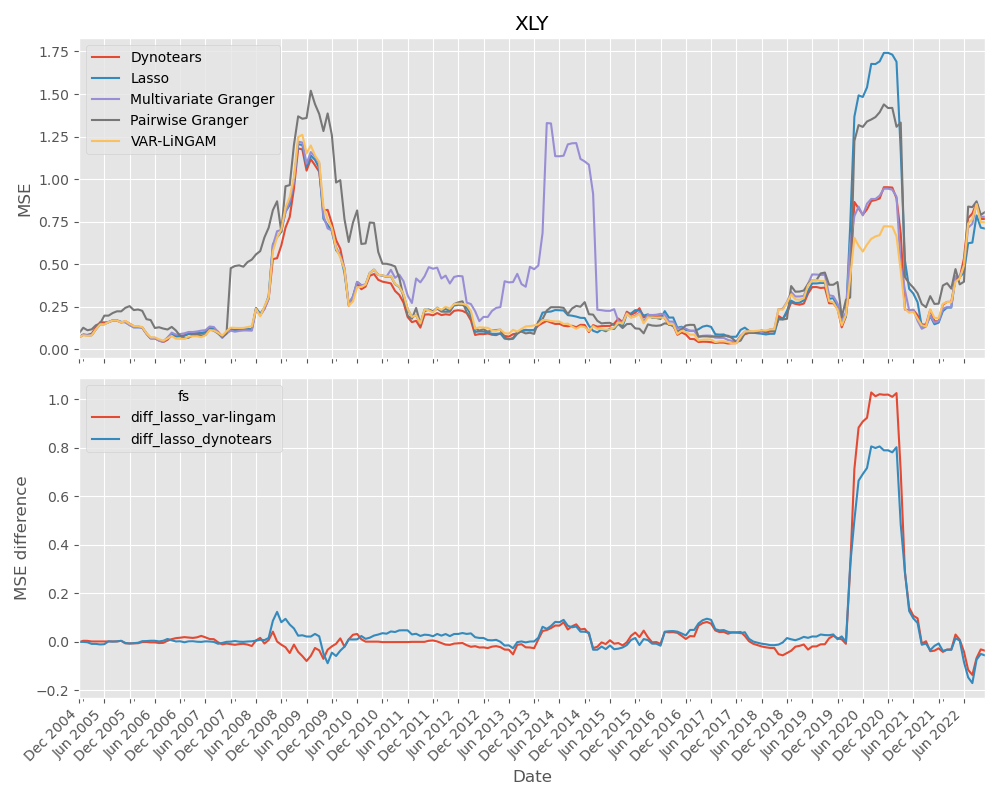 XLY
1.75
1.50
1.25
1.00
0.75
0.50
0.25
0.00
MSE
Dynotears
Lasso
Multivariate Granger
Pairwise Granger
VAR-LiNGAM
1.0
0.8
0.6
0.4
0.2
0.0
−0.2
MSE difference
fs
diff_lasso_var-lingam
diff_lasso_dynotears
Dec 2004
Jun 2005
Dec 2005
Jun 2006
Dec 2006
Jun 2007
Dec 2007
Jun 2008
Dec 2008
Jun 2009
Dec 2009
Jun 2010
Dec 2010
Jun 2011
Dec 2011
Jun 2012
Dec 2012
Jun 2013
Dec 2013
Jun 2014
Dec 2014
Jun 2015
Dec 2015
Jun 2016
Dec 2016
Jun 2017
Dec 2017
Jun 2018
Dec 2018
Jun 2019
Dec 2019
Jun 2020
Dec 2020
Jun 2021
Dec 2021
Jun 2022
Date